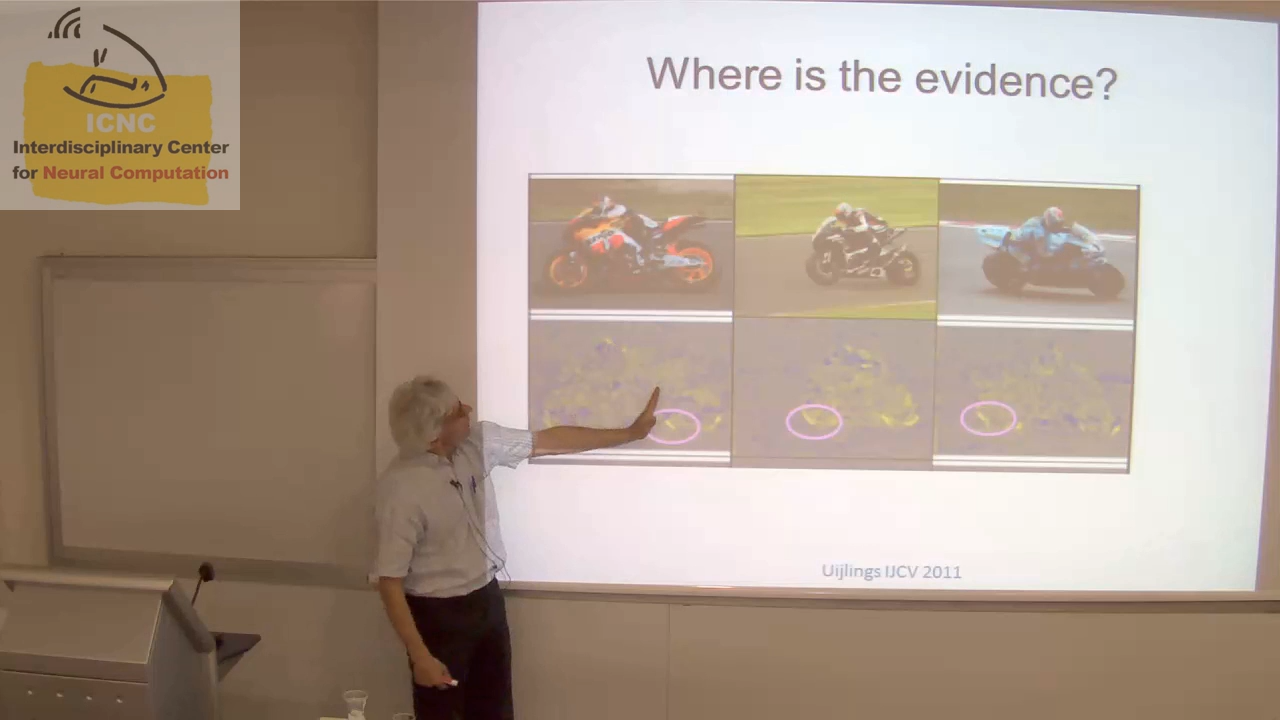 ICNC
Interdisciplinary Center
for Neural Computation
Where is the evidence?
Uijlings IJCV 2011